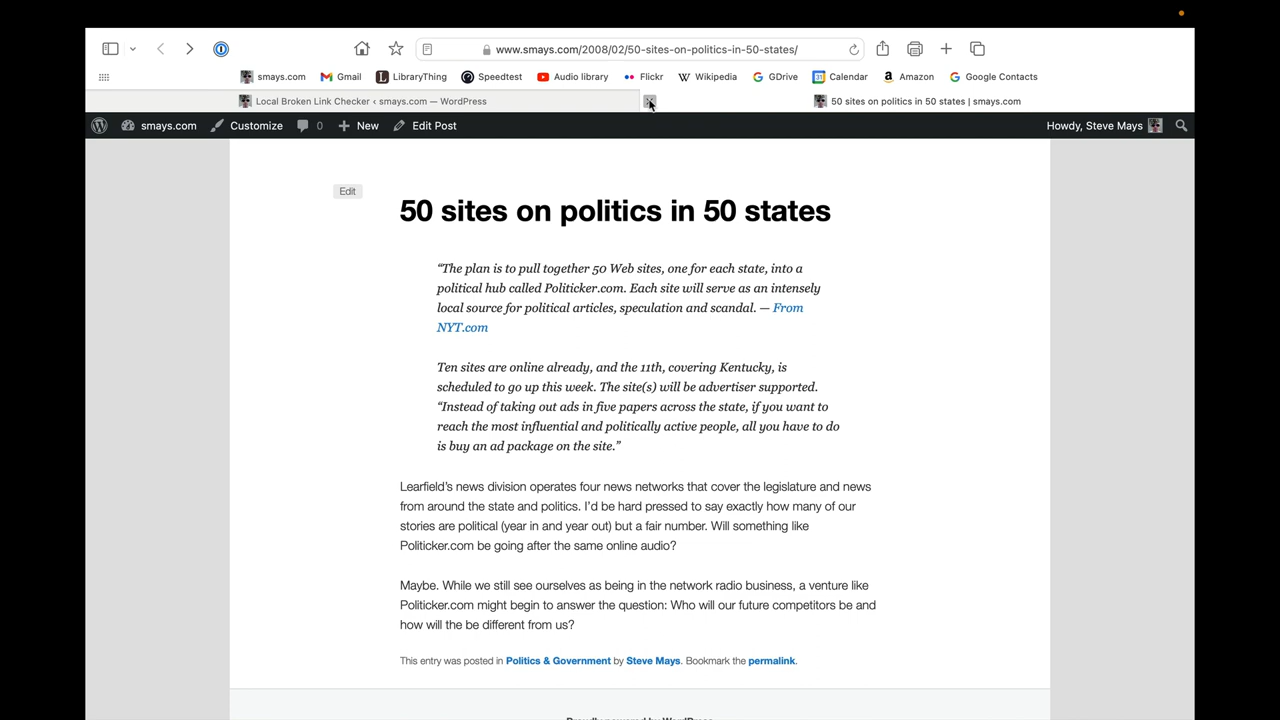 www.smays.com/2008/02/50-sites-on-politics-in-50-states/
smays.com Gmail LibraryThing Speedtest Audio library Flickr Wikipedia GDrive Calendar Amazon Google Contacts
Local Broken Link Checker ‹ smays.com — WordPress
50 sites on politics in 50 states | smays.com
smays.com Customize 0 New Edit Post Howdy, Steve Mays
Edit
50 sites on politics in 50 states
“The plan is to pull together 50 Web sites, one for each state, into a
political hub called Politicker.com. Each site will serve as an intensely
local source for political articles, speculation and scandal. — From
NYT.com
Ten sites are online already, and the 11th, covering Kentucky, is
scheduled to go up this week. The site(s) will be advertiser supported.
“Instead of taking out ads in five papers across the state, if you want to
reach the most influential and politically active people, all you have to do
is buy an ad package on the site.”
Learfield’s news division operates four news networks that cover the legislature and news
from around the state and politics. I’d be hard pressed to say exactly how many of our
stories are political (year in and year out) but a fair number. Will something like
Politicker.com be going after the same online audio?
Maybe. While we still see ourselves as being in the network radio business, a venture like
Politicker.com might begin to answer the question: Who will our future competitors be and
how will the be different from us?
This entry was posted in Politics & Government by Steve Mays. Bookmark the permalink.
Proudly powered by WordPress